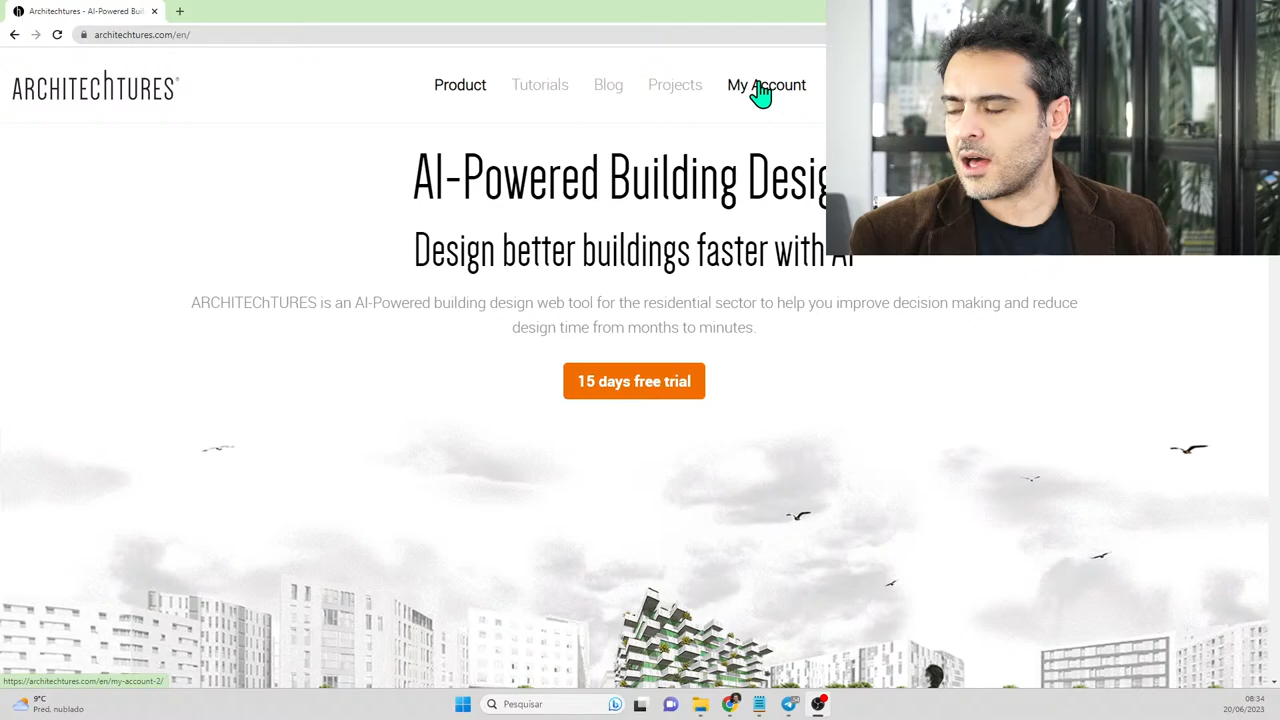 Architechtures - AI-Powered Bui
architechtures.com/en/
ARCHITEChTURES®
Product Tutorials Blog Projects My Account
AI-Powered Building Desig
Design better buildings faster with AI
ARCHITEChTURES is an AI-Powered building design web tool for the residential sector to help you improve decision making and reduce
design time from months to minutes.
15 days free trial
https://architechtures.com/en/my-account-2/
9°C
Pred. nublado
Pesquisar
08:34
20/06/2023